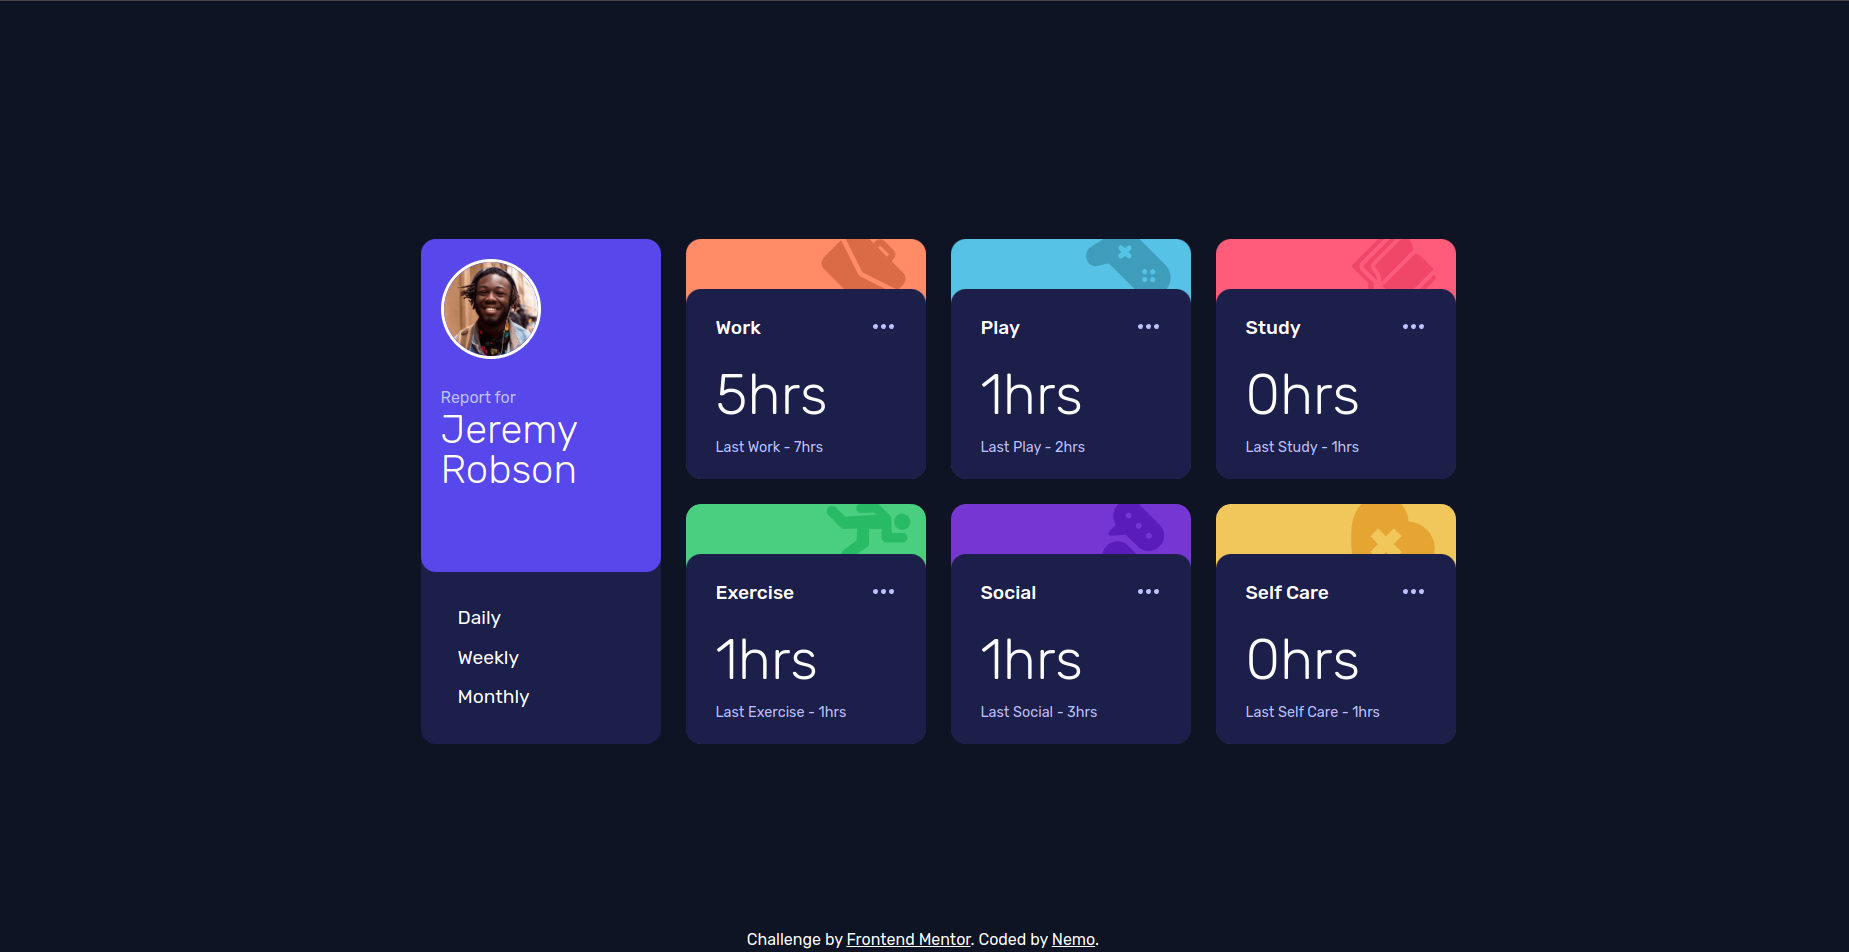 Report for
Jeremy
Robson
Daily
Weekly
Monthly
Work
5hrs
Last Work - 7hrs
Play
1hrs
Last Play - 2hrs
Study
0hrs
Last Study - 1hrs
Exercise
1hrs
Last Exercise - 1hrs
Social
1hrs
Last Social - 3hrs
Self Care
0hrs
Last Self Care - 1hrs
Challenge by Frontend Mentor. Coded by Nemo.